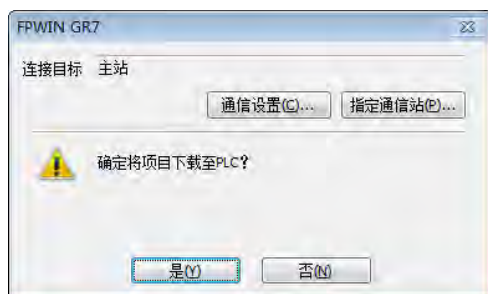 FPWIN GR7
连接目标 主站
通信设置(C)... 指定通信站(P)...
确定将项目下载至PLC?
是(Y) 否(N)